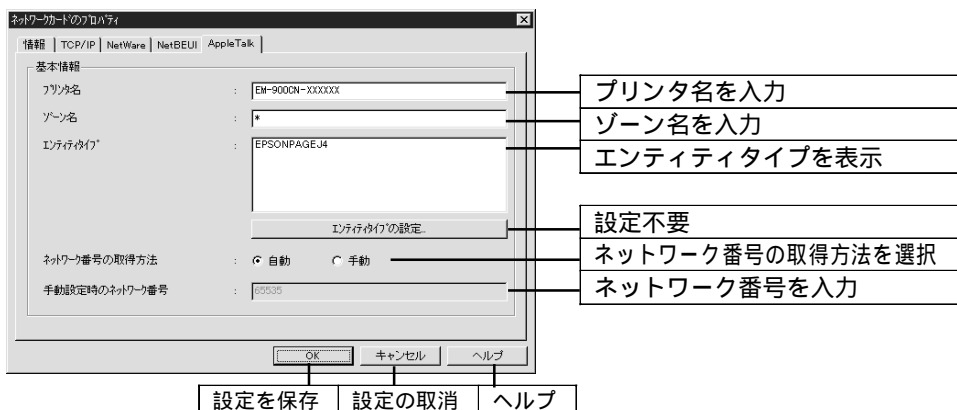 ネットワークカードのプロパティ
情報 TCP/IP NetWare NetBEUI AppleTalk
基本情報
プリンタ名 : EM-900CN-XXXXXX
プリンタ名を入力
ゾーン名 : *
ゾーン名を入力
エンティティタイプ : EPSONPAGEJ4
エンティティタイプを表示
エンティティタイプの設定...
設定不要
ネットワーク番号の取得方法 : 自動 手動
ネットワーク番号の取得方法を選択
手動設定時のネットワーク番号 : 65535
ネットワーク番号を入力
OK キャンセル ヘルプ
設定を保存 設定の取消 ヘルプ